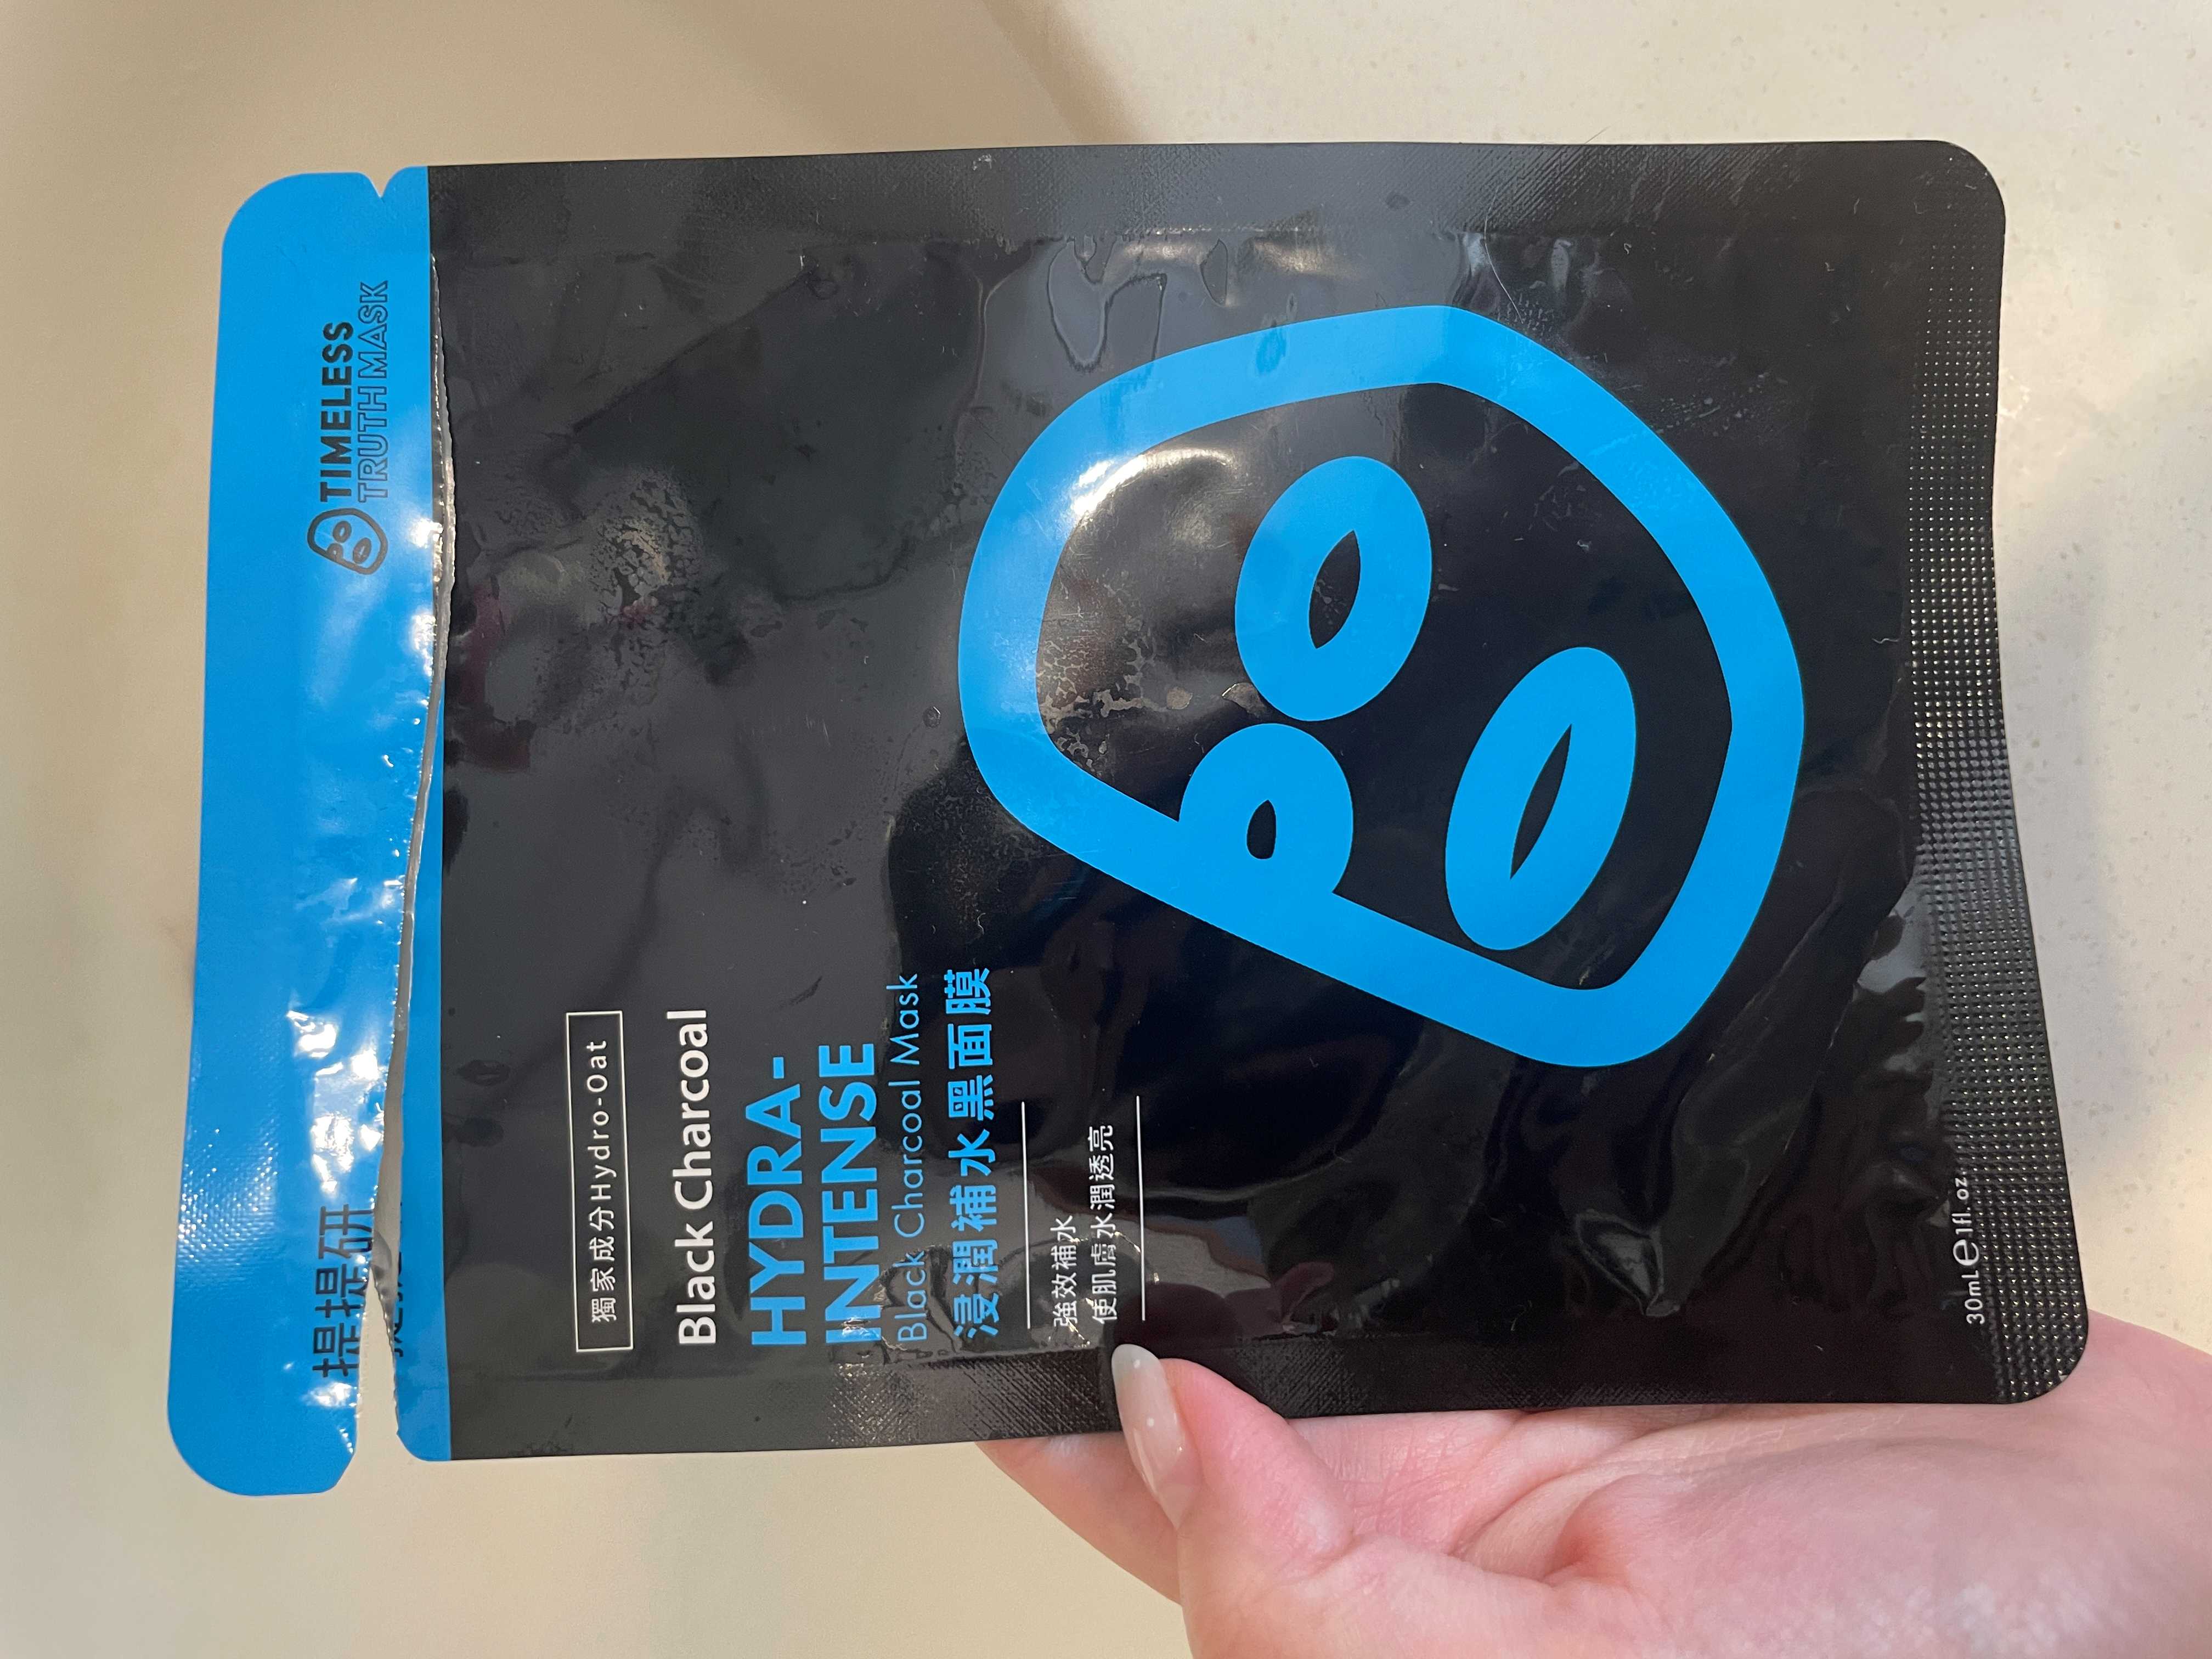 提提研
TIMELESS
TRUTH MASK
獨家成分Hydro-Oat
Black Charcoal
HYDRA-
INTENSE
Black Charcoal Mask
浸潤補水黑面膜
強效補水
使肌膚水潤透亮
30mL e 1fl. oz